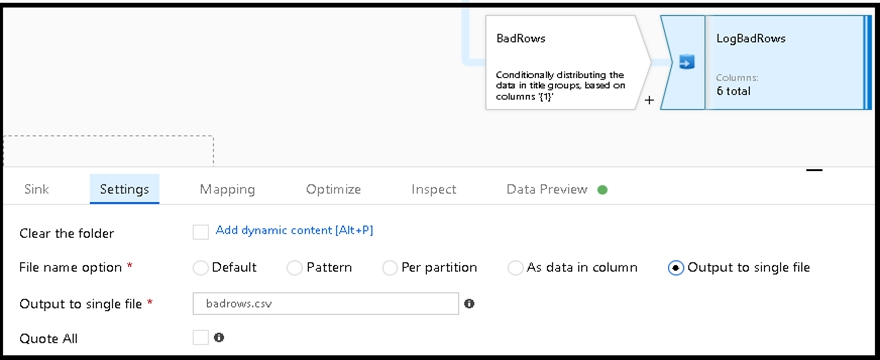 BadRows
Conditionally distributing the
data in title groups, based on
columns '{1}'
+
LogBadRows
Columns:
6 total
Sink Settings Mapping Optimize Inspect Data Preview
Clear the folder Add dynamic content [Alt+P]
File name option * Default Pattern Per partition As data in column Output to single file
Output to single file * badrows.csv
Quote All